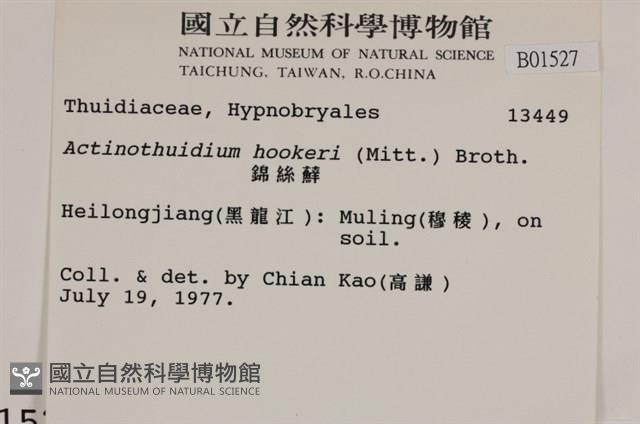 國立自然科學博物館
NATIONAL MUSEUM OF NATURAL SCIENCE
TAICHUNG, TAIWAN, R.O.CHINA
B01527
Thuidiaceae, Hypnobryales 13449
Actinothuidium hookeri (Mitt.) Broth.
錦絲蘚
Heilongjiang(黑龍江): Muling(穆稜), on
soil.
Coll. & det. by Chian Kao(高謙)
July 19, 1977.
國立自然科學博物館
NATIONAL MUSEUM OF NATURAL SCIENCE